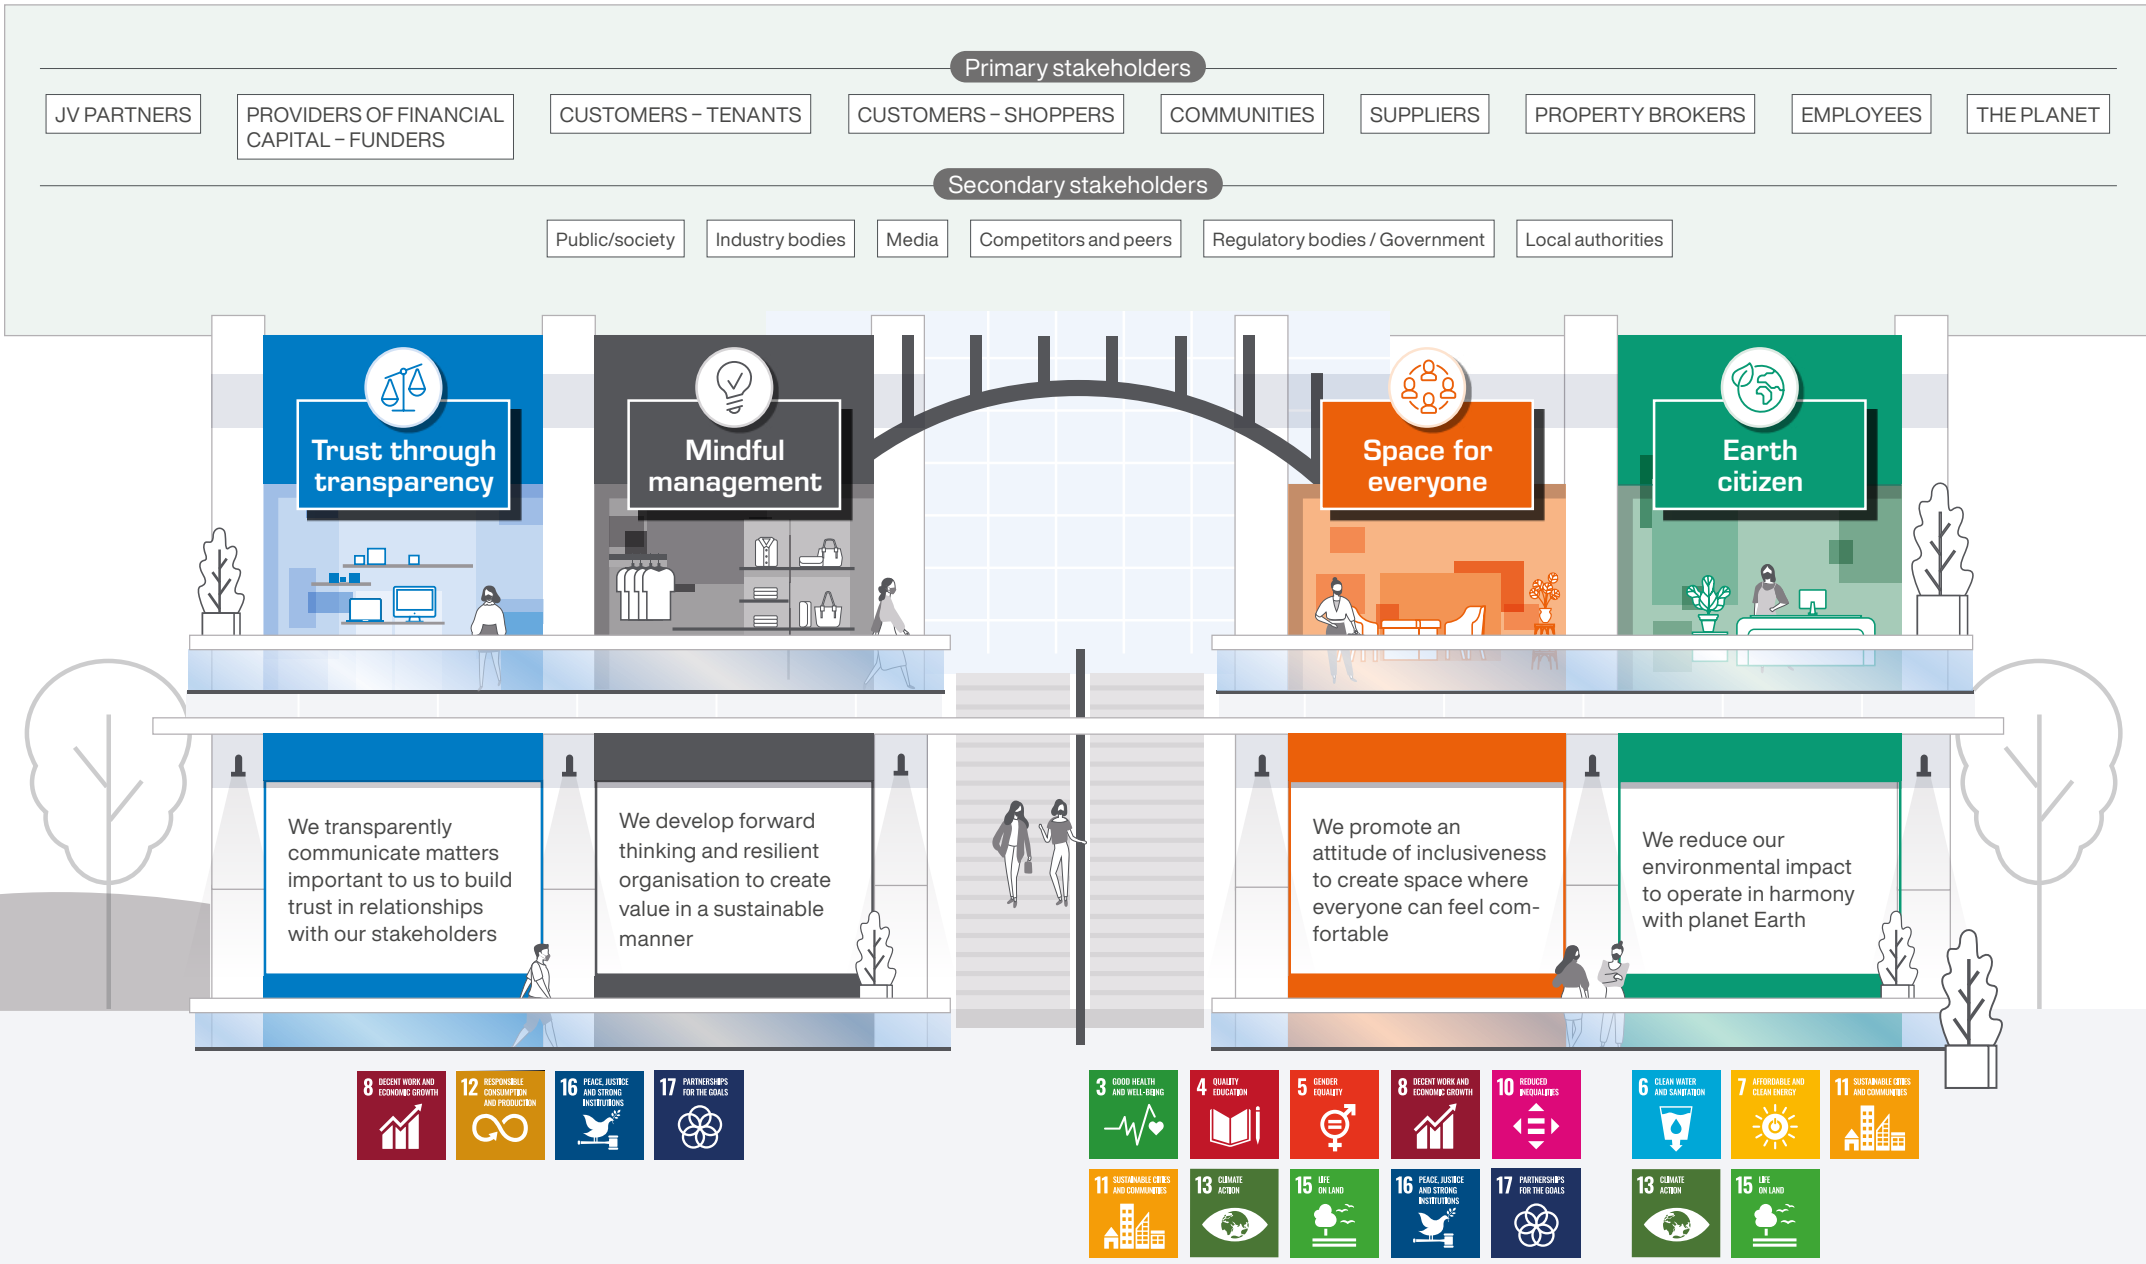 Primary stakeholders
JV PARTNERS
PROVIDERS OF FINANCIAL
CAPITAL – FUNDERS
CUSTOMERS – TENANTS
CUSTOMERS – SHOPPERS
COMMUNITIES
SUPPLIERS
PROPERTY BROKERS
EMPLOYEES
THE PLANET
Secondary stakeholders
Public/society
Industry bodies
Media
Competitors and peers
Regulatory bodies / Government
Local authorities
Trust through
transparency
Mindful
management
Space for
everyone
Earth
citizen
We transparently
communicate matters
important to us to build
trust in relationships
with our stakeholders
We develop forward
thinking and resilient
organisation to create
value in a sustainable
manner
We promote an
attitude of inclusiveness
to create space where
everyone can feel com-
fortable
We reduce our
environmental impact
to operate in harmony
with planet Earth
8 DECENT WORK AND
ECONOMIC GROWTH
12 RESPONSIBLE
CONSUMPTION
AND PRODUCTION
16 PEACE, JUSTICE
AND STRONG
INSTITUTIONS
17 PARTNERSHIPS
FOR THE GOALS
3 GOOD HEALTH
AND WELL-BEING
4 QUALITY
EDUCATION
5 GENDER
EQUALITY
8 DECENT WORK AND
ECONOMIC GROWTH
10 REDUCED
INEQUALITIES
11 SUSTAINABLE CITIES
AND COMMUNITIES
13 CLIMATE
ACTION
15 LIFE
ON LAND
16 PEACE, JUSTICE
AND STRONG
INSTITUTIONS
17 PARTNERSHIPS
FOR THE GOALS
6 CLEAN WATER
AND SANITATION
7 AFFORDABLE AND
CLEAN ENERGY
11 SUSTAINABLE CITIES
AND COMMUNITIES
13 CLIMATE
ACTION
15 LIFE
ON LAND